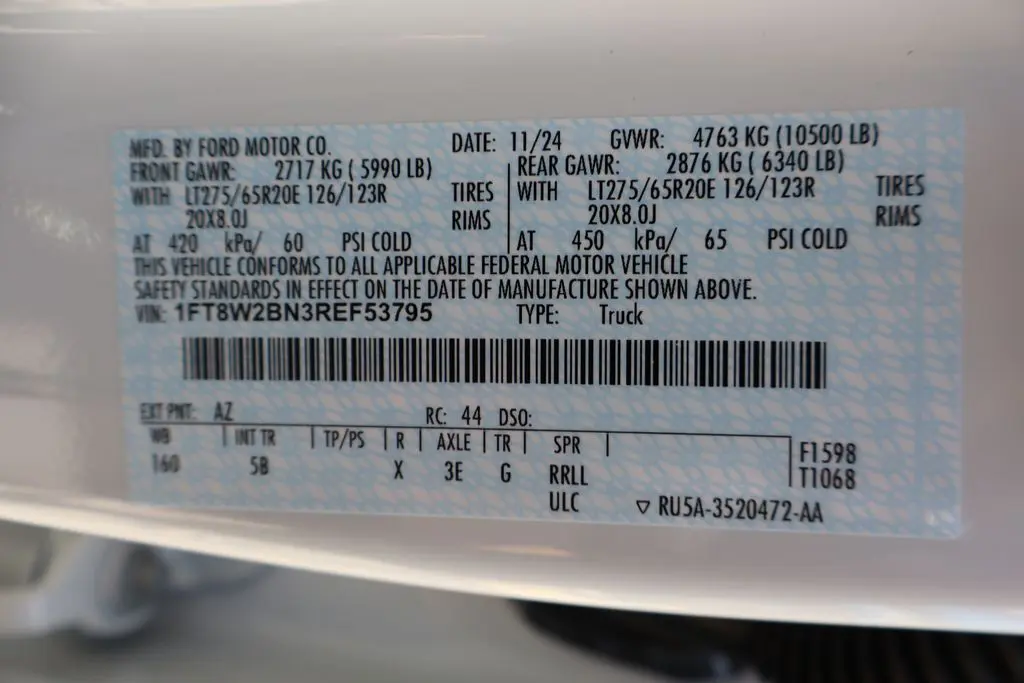 MFD. BY FORD MOTOR CO. DATE: 11/24 GVWR: 4763 KG (10500 LB)
FRONT GAWR: 2717 KG ( 5990 LB) REAR GAWR: 2876 KG ( 6340 LB)
WITH LT275/65R20E 126/123R TIRES WITH LT275/65R20E 126/123R TIRES
20X8.0J RIMS 20X8.0J RIMS
AT 420 kPa/ 60 PSI COLD AT 450 kPa/ 65 PSI COLD
THIS VEHICLE CONFORMS TO ALL APPLICABLE FEDERAL MOTOR VEHICLE
SAFETY STANDARDS IN EFFECT ON THE DATE OF MANUFACTURE SHOWN ABOVE.
VIN: 1FT8W2BN3REF53795 TYPE: Truck
EXT PNT: AZ RC: 44 DSO:
WB INT TR TP/PS R AXLE TR SPR F1598
160 5B X 3E G RRLL T1068
ULC ▽ RU5A-3520472-AA